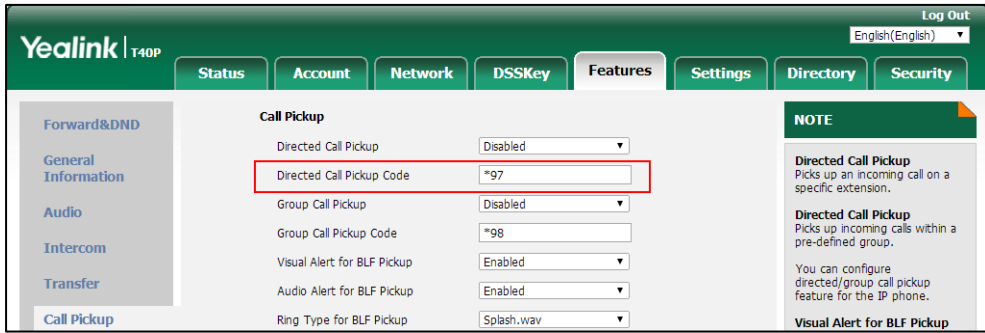 Log Out
English(English)
Yealink T40P
Status Account Network DSSKey Features Settings Directory Security
Forward&DND
General
Information
Audio
Intercom
Transfer
Call Pickup
Call Pickup
Directed Call Pickup Disabled
Directed Call Pickup Code *97
Group Call Pickup Disabled
Group Call Pickup Code *98
Visual Alert for BLF Pickup Enabled
Audio Alert for BLF Pickup Enabled
Ring Type for BLF Pickup Splash.wav
NOTE
Directed Call Pickup
Picks up an incoming call on a
specific extension.
Directed Call Pickup
Picks up incoming calls within a
pre-defined group.
You can configure
directed/group call pickup
feature for the IP phone.
Visual Alert for BLF Pickup